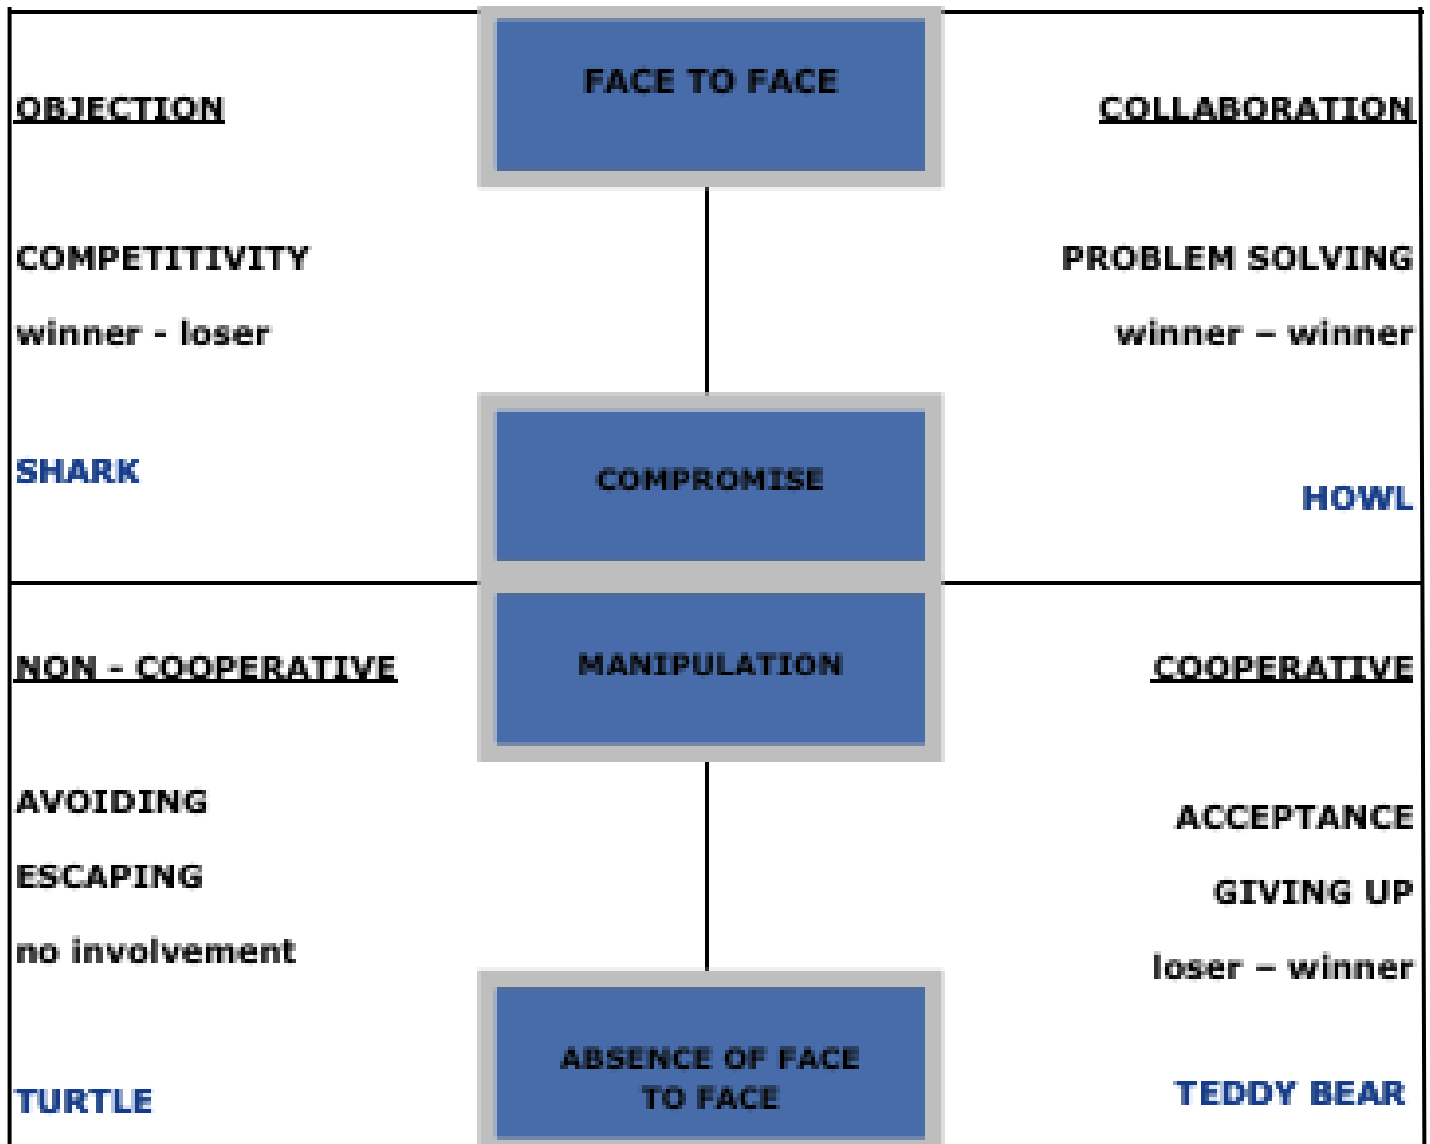 FACE TO FACE
OBJECTION
COLLABORATION
COMPETITIVITY
PROBLEM SOLVING
winner - loser
winner – winner
SHARK
COMPROMISE
HOWL
NON - COOPERATIVE
MANIPULATION
COOPERATIVE
AVOIDING
ACCEPTANCE
ESCAPING
GIVING UP
no involvement
loser – winner
ABSENCE OF FACE
TO FACE
TURTLE
TEDDY BEAR